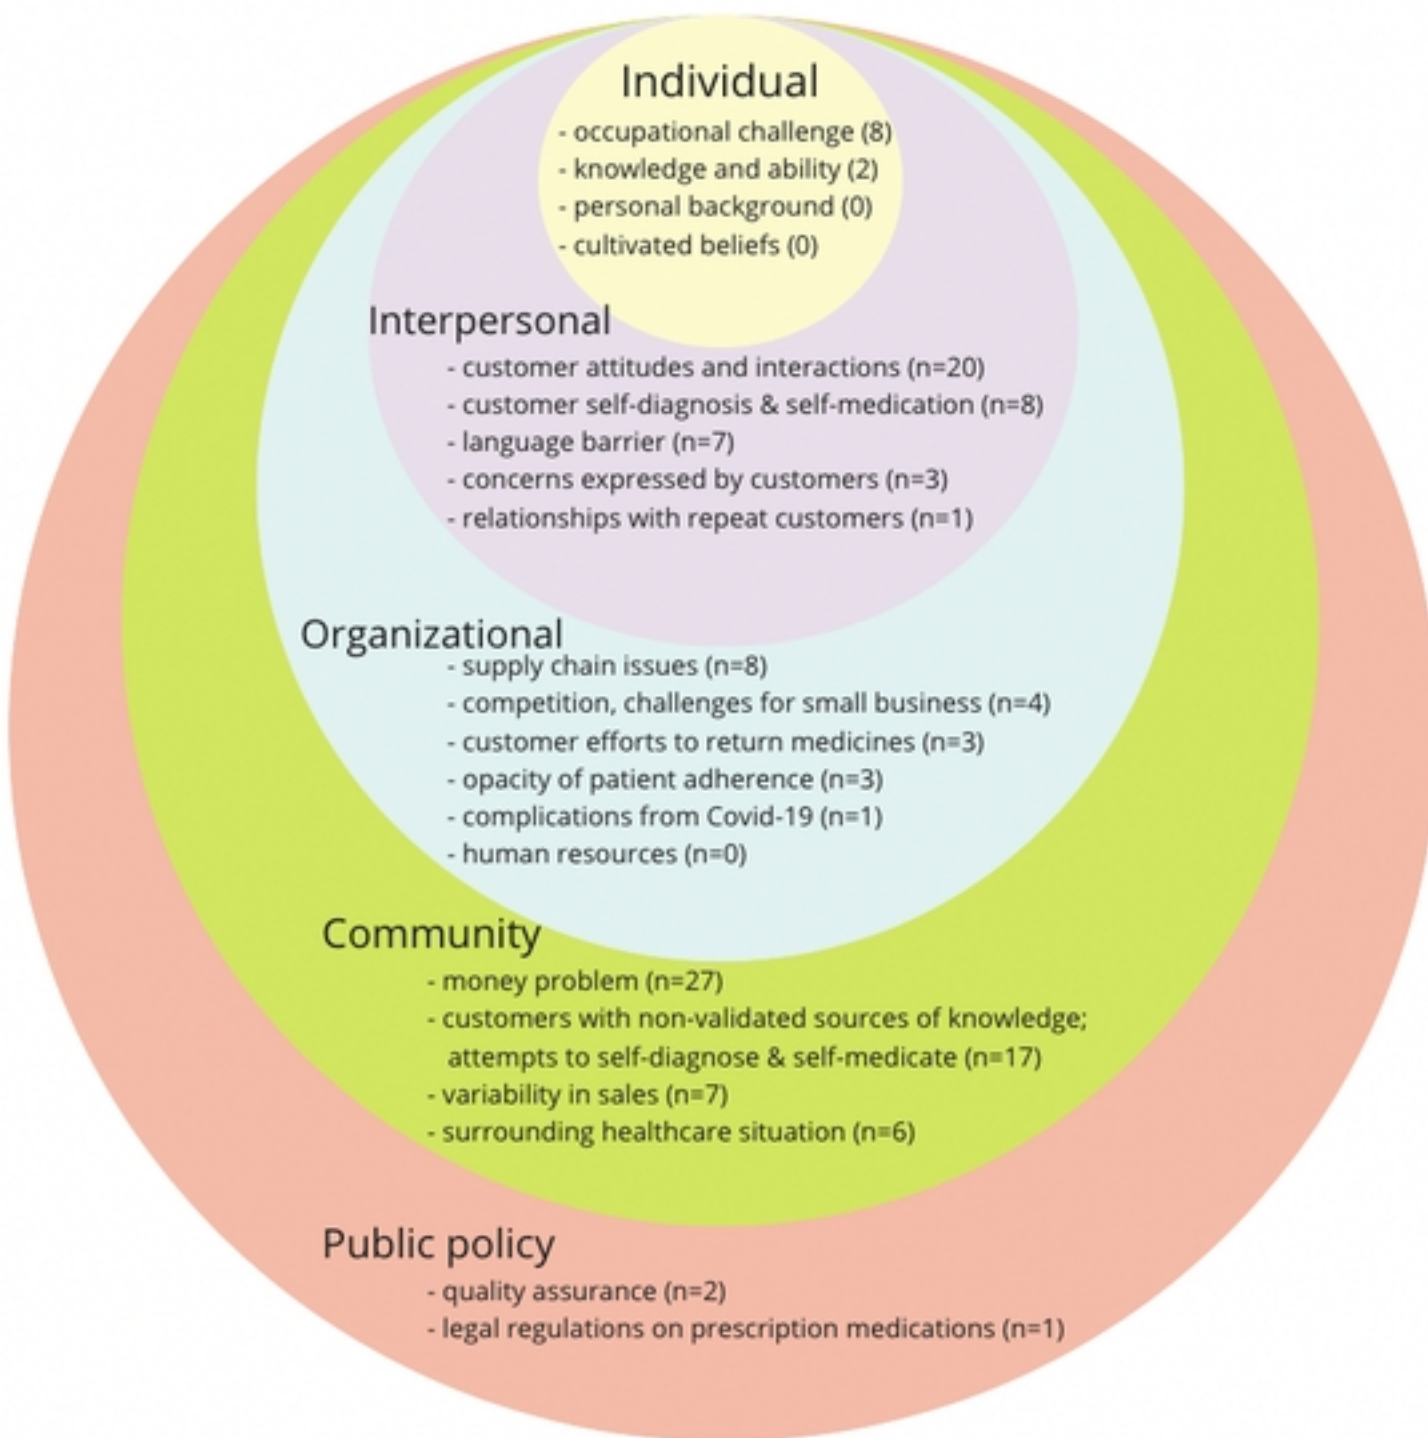 Individual
- occupational challenge (8)
- knowledge and ability (2)
- personal background (0)
- cultivated beliefs (0)
Interpersonal
- customer attitudes and interactions (n=20)
- customer self-diagnosis & self-medication (n=8)
- language barrier (n=7)
- concerns expressed by customers (n=3)
- relationships with repeat customers (n=1)
Organizational
- supply chain issues (n=8)
- competition, challenges for small business (n=4)
- customer efforts to return medicines (n=3)
- opacity of patient adherence (n=3)
- complications from Covid-19 (n=1)
- human resources (n=0)
Community
- money problem (n=27)
- customers with non-validated sources of knowledge;
attempts to self-diagnose & self-medicate (n=17)
- variability in sales (n=7)
- surrounding healthcare situation (n=6)
Public policy
- quality assurance (n=2)
- legal regulations on prescription medications (n=1)